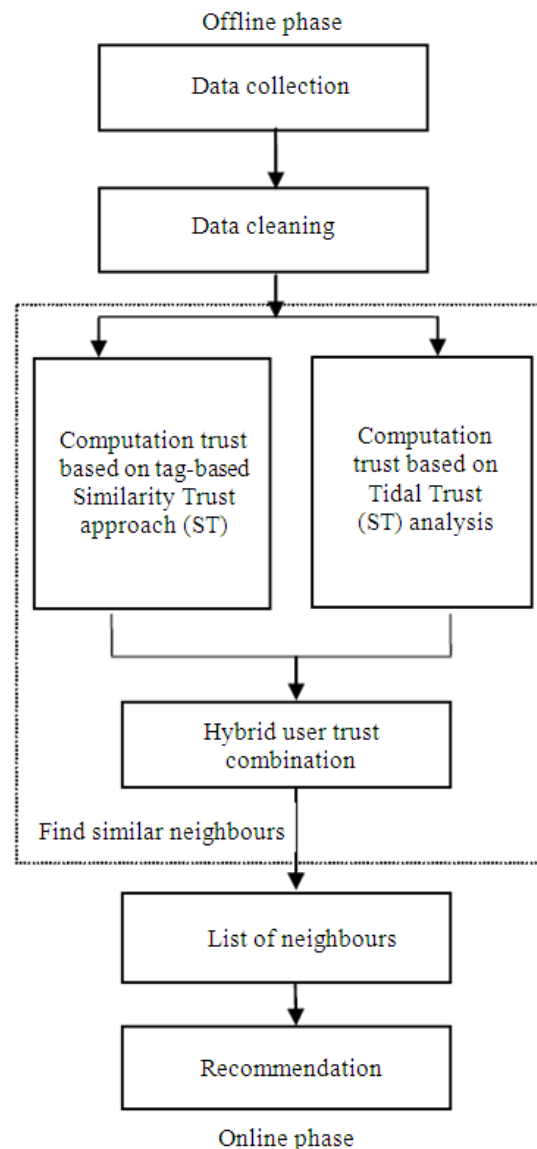 Offline phase
Data collection
Data cleaning
Computation trust
based on tag-based
Similarity Trust
approach (ST)
Computation
trust based on
Tidal Trust
(ST) analysis
Hybrid user trust
combination
Find similar neighbours
List of neighbours
Recommendation
Online phase